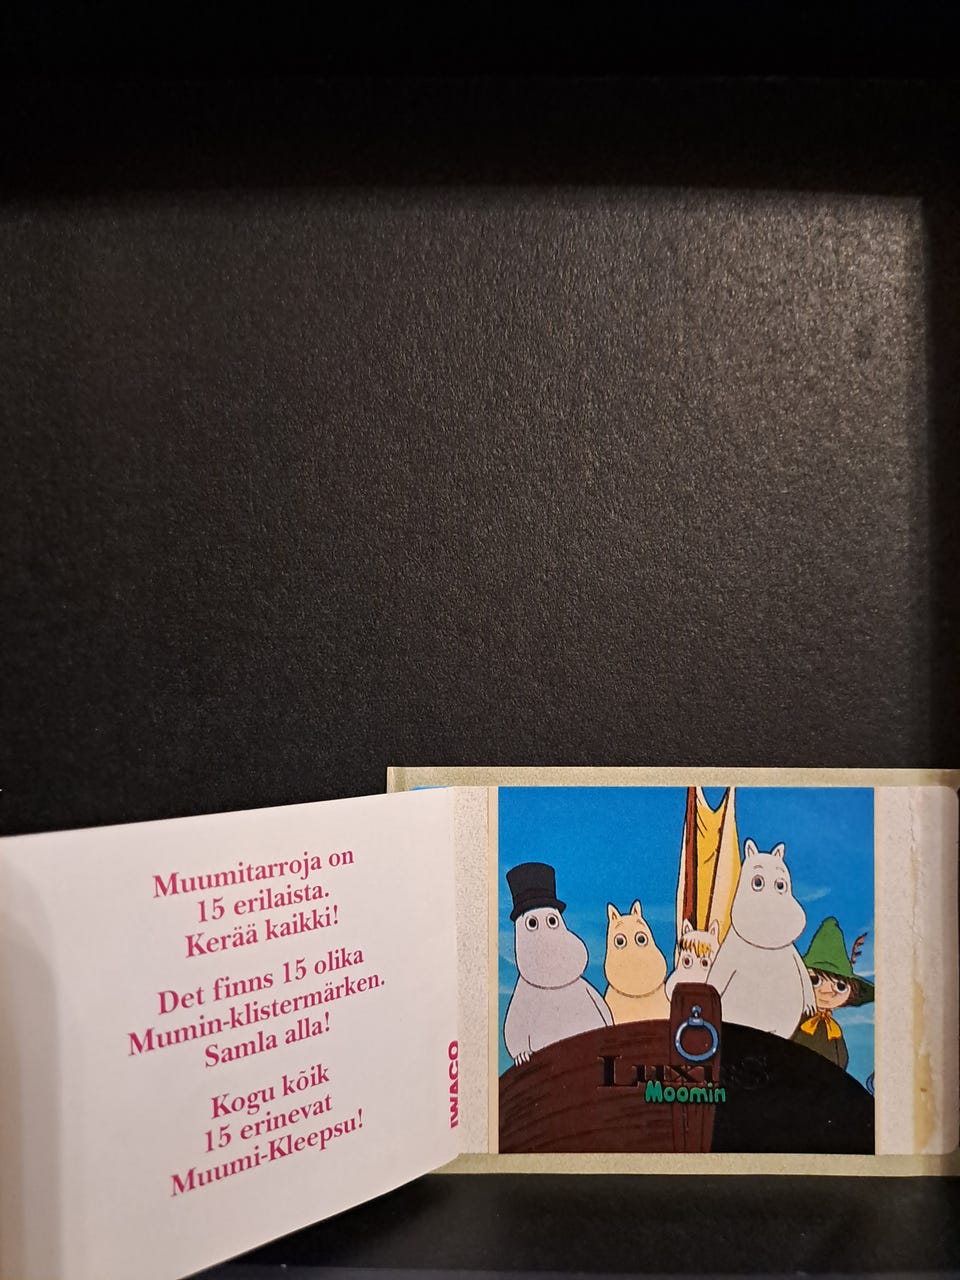 Muumitarroja on
15 erilaista.
Kerää kaikki!
Det finns 15 olika
Mumin-klistermärken.
Samla alla!
Kogu kõik
15 erinevat
Muumi-Kleepsu!
IWACO
Moomin